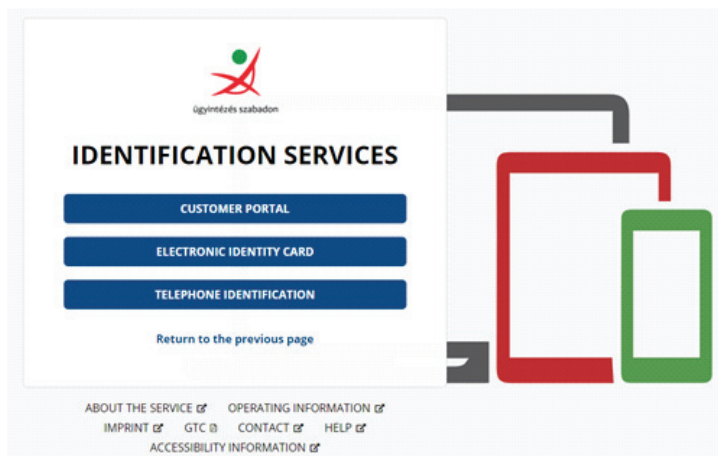 ügyintézés szabadon
IDENTIFICATION SERVICES
CUSTOMER PORTAL
ELECTRONIC IDENTITY CARD
TELEPHONE IDENTIFICATION
Return to the previous page
ABOUT THE SERVICE OPERATING INFORMATION
IMPRINT GTC CONTACT HELP
ACCESSIBILITY INFORMATION